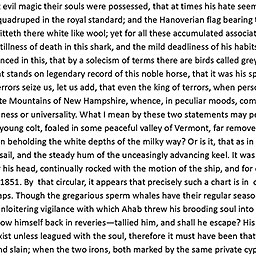 t evil magic their souls were possessed, that at times his hate seem
quadruped in the royal standard; and the Hanoverian flag bearing t
itteth there white like wool; yet for all these accumulated associat
stillness of death in this shark, and the mild deadliness of his habits
nced in this, that by a solecism of terms there are birds called grey
at stands on legendary record of this noble horse, that it was his sp
errors seize us, let us add, that even the king of terrors, when perso
te Mountains of New Hampshire, whence, in peculiar moods, com
ness or universality. What I mean by these two statements may pe
young colt, foaled in some peaceful valley of Vermont, far remove
n beholding the white depths of the milky way? Or is it, that as in
sail, and the steady hum of the unceasingly advancing keel. It was
r his head, continually rocked with the motion of the ship, and for
1851. By that circular, it appears that precisely such a chart is in c
aps. Though the gregarious sperm whales have their regular seaso
nloitering vigilance with which Ahab threw his brooding soul into
ow himself back in reveries—tallied him, and shall he escape? His
xist unless leagued with the soul, therefore it must have been that
nd slain; when the two irons, both marked by the same private cyp